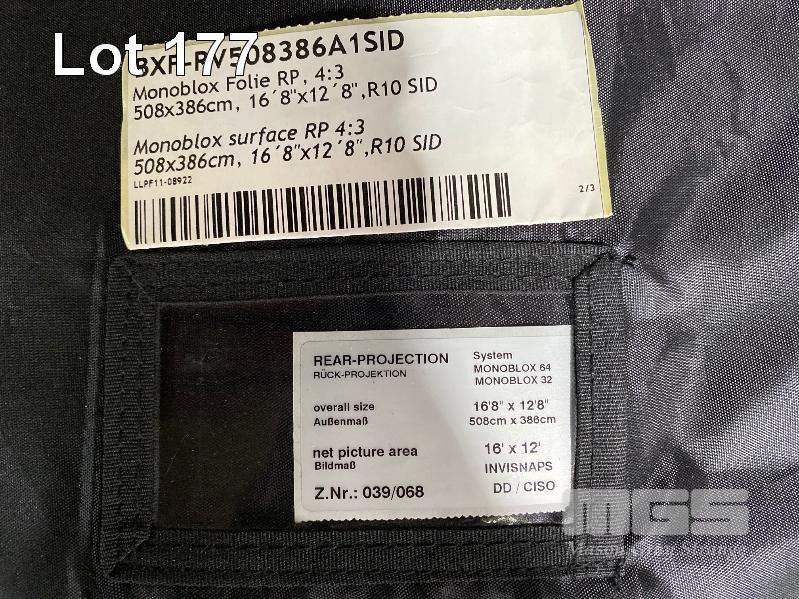 Lot 177
BXF-RV508386A1SID
Monoblox Folie RP, 4:3
508x386cm, 16´8"x12´8",R10 SID
Monoblox surface RP 4:3
508x386cm, 16´8"x12´8",R10 SID
LLPF11-08922
2/3
REAR-PROJECTION
RÜCK-PROJEKTION
System
MONOBLOX 64
MONOBLOX 32
overall size
Außenmaß
16'8" x 12'8"
508cm x 386cm
net picture area
Bildmaß
16' x 12'
INVISNAPS
Z.Nr.: 039/068
DD / CISO
MGS